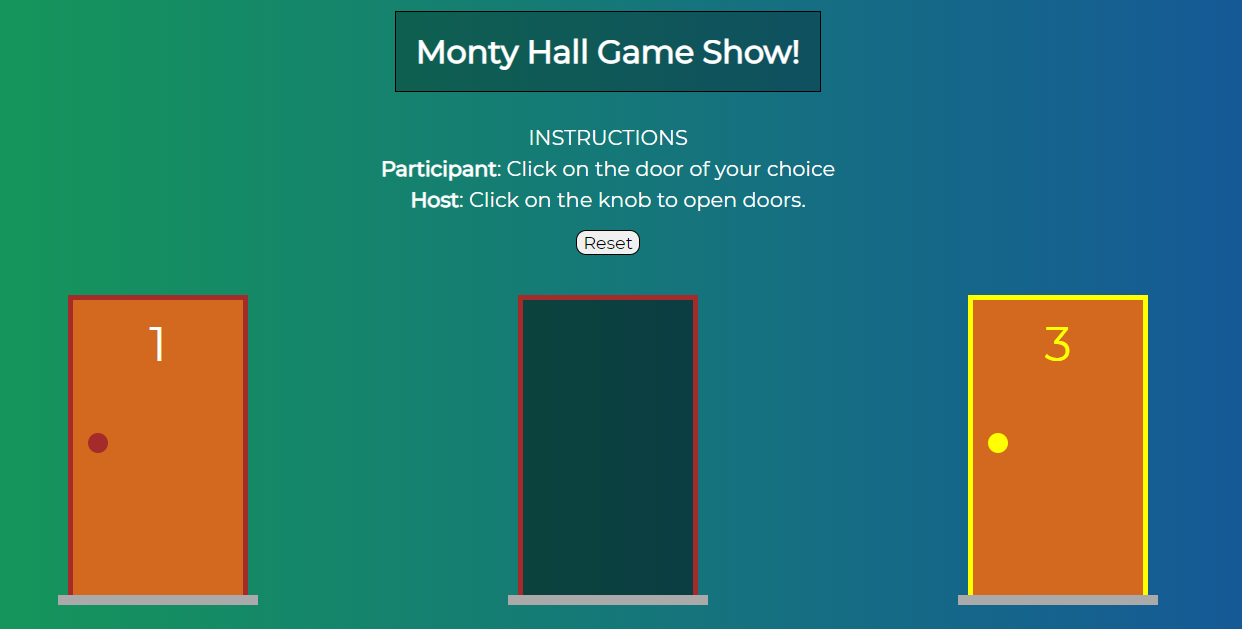 Monty Hall Game Show!
INSTRUCTIONS
Participant: Click on the door of your choice
Host: Click on the knob to open doors.
Reset
1
3